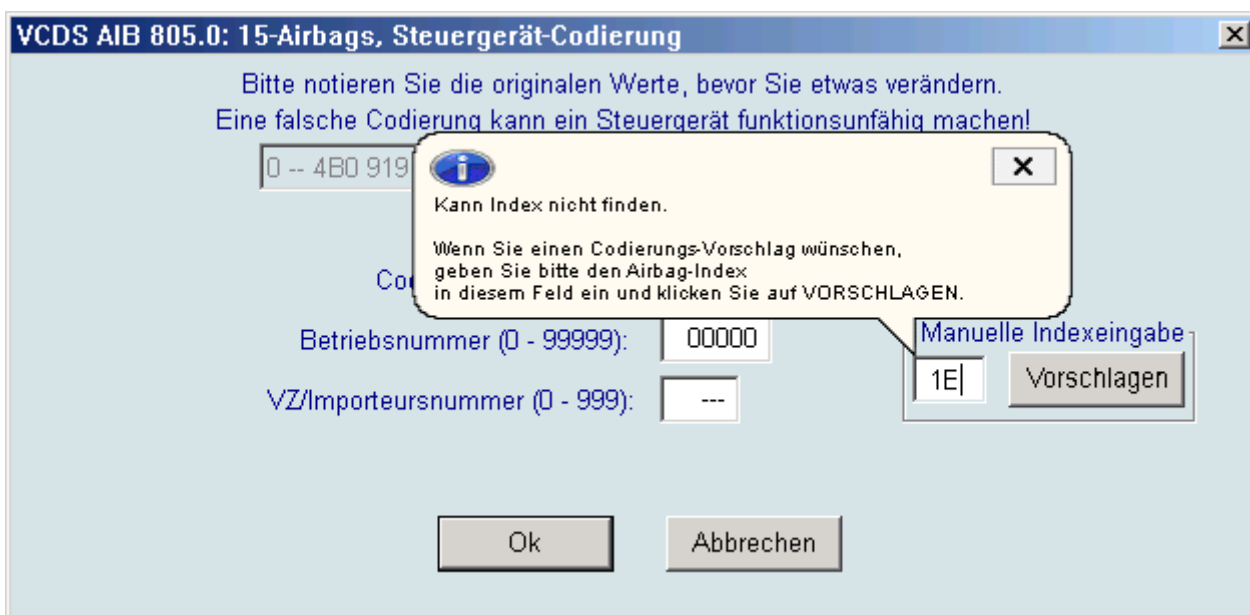 VCDS AIB 805.0: 15-Airbags, Steuergerät-Codierung
Bitte notieren Sie die originalen Werte, bevor Sie etwas verändern.
Eine falsche Codierung kann ein Steuergerät funktionsunfähig machen!
0 -- 4B0 919
Kann Index nicht finden.
Wenn Sie einen Codierungs-Vorschlag wünschen,
geben Sie bitte den Airbag-Index
in diesem Feld ein und klicken Sie auf VORSCHLAGEN.
Betriebsnummer (0 - 99999): 00000
Manuelle Indexeingabe
1E Vorschlagen
VZ/Importeursnummer (0 - 999): ---
Ok Abbrechen